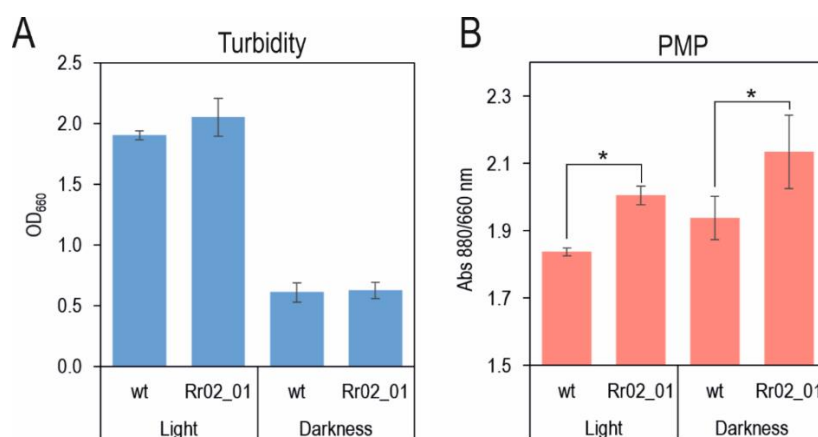 A
Turbidity
OD660
2.5
2.0
1.5
1.0
0.5
0.0
wt
Rr02_01
wt
Rr02_01
Light
Darkness
B
PMP
Abs 880/660 nm
2.3
2.1
1.9
1.7
1.5
*
*
wt
Rr02_01
wt
Rr02_01
Light
Darkness